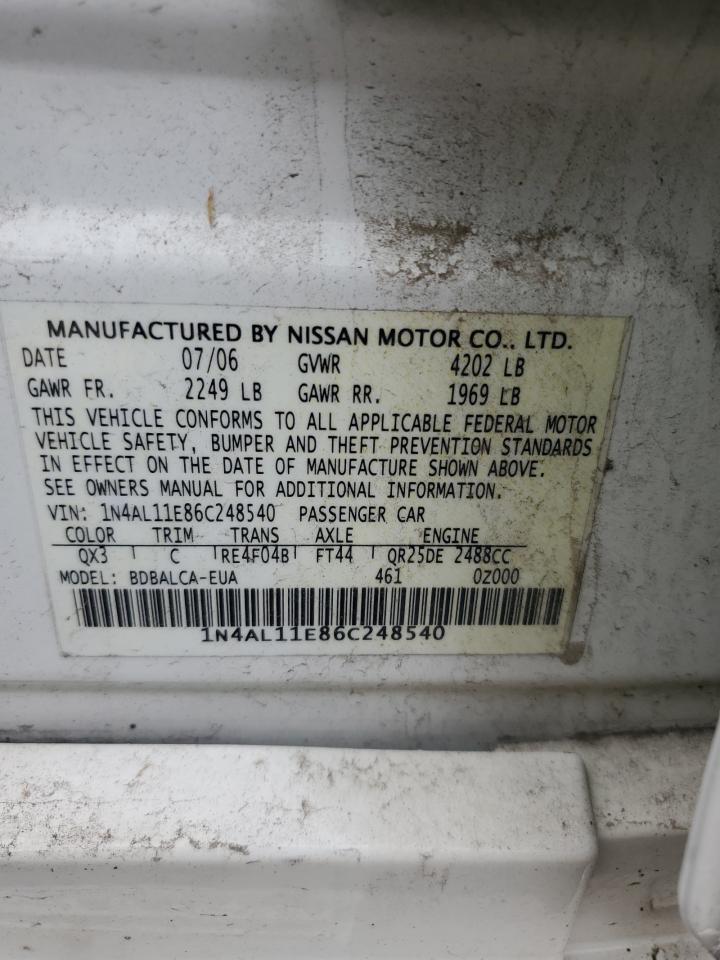 MANUFACTURED BY NISSAN MOTOR CO., LTD.
DATE 07/06 GVWR 4202 LB
GAWR FR. 2249 LB GAWR RR. 1969 LB
THIS VEHICLE CONFORMS TO ALL APPLICABLE FEDERAL MOTOR
VEHICLE SAFETY, BUMPER AND THEFT PREVENTION STANDARDS
IN EFFECT ON THE DATE OF MANUFACTURE SHOWN ABOVE.
SEE OWNERS MANUAL FOR ADDITIONAL INFORMATION.
VIN: 1N4AL11E86C248540 PASSENGER CAR
COLOR TRIM TRANS AXLE ENGINE
QX3 C RE4F04B FT44 QR25DE 2488CC
MODEL: BDBALCA-EUA 461 0Z000
1N4AL11E86C248540